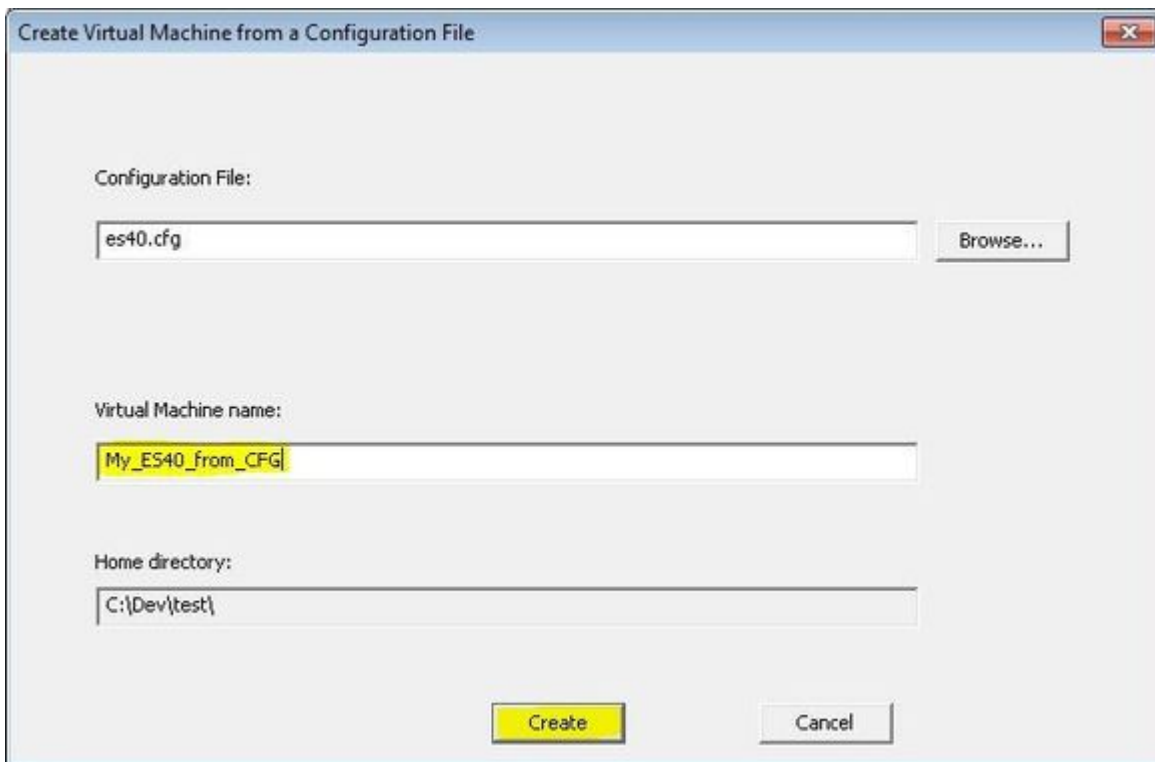 Create Virtual Machine from a Configuration File
Configuration File:
es40.cfg
Browse...
Virtual Machine name:
My_ES40_from_CFG
Home directory:
C:\Dev\test\
Create
Cancel